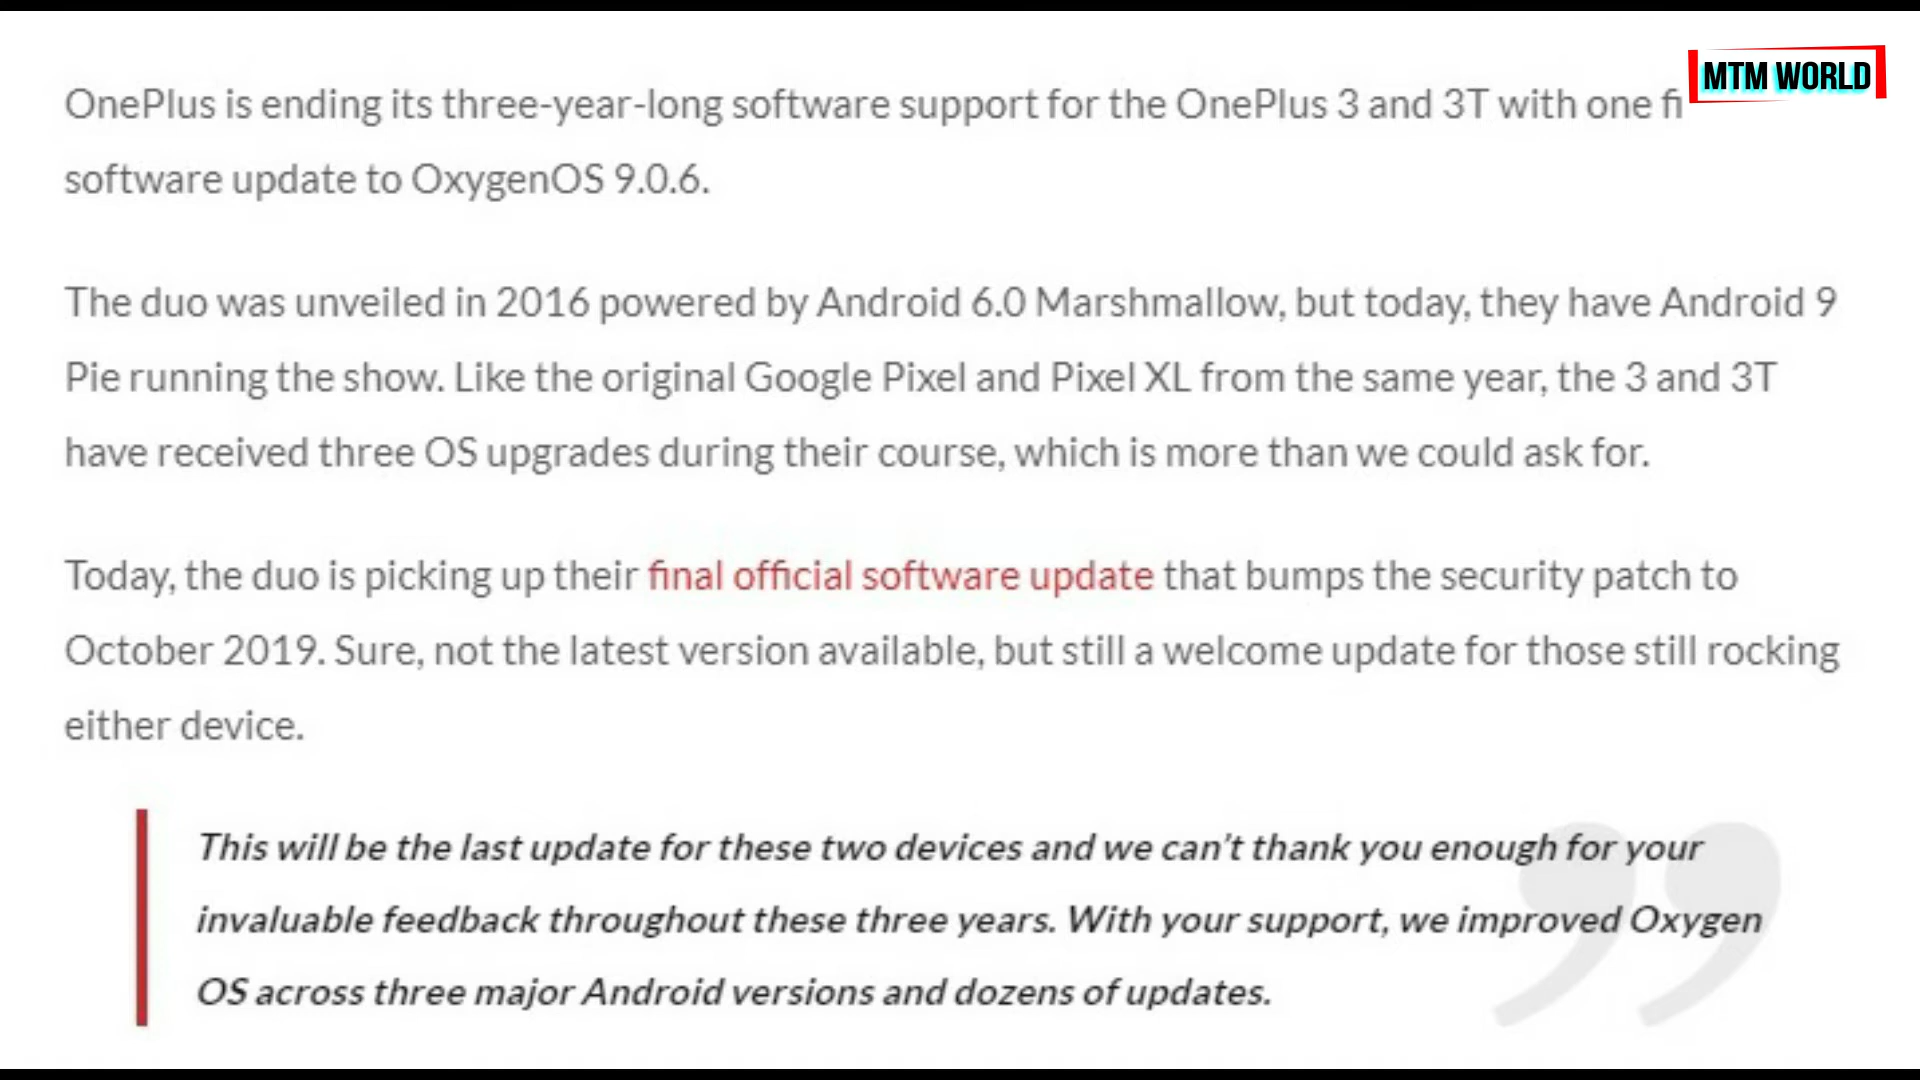 MTM WORLD
OnePlus is ending its three-year-long software support for the OnePlus 3 and 3T with one
software update to OxygenOS 9.0.6.
The duo was unveiled in 2016 powered by Android 6.0 Marshmallow, but today, they have Android 9
Pie running the show. Like the original Google Pixel and Pixel XL from the same year, the 3 and 3T
have received three OS upgrades during their course, which is more than we could ask for.
Today, the duo is picking up their final official software update that bumps the security patch to
October 2019. Sure, not the latest version available, but still a welcome update for those still rocking
either device.
This will be the last update for these two devices and we can't thank you enough for your
invaluable feedback throughout these three years. With your support, we improved Oxygen
OS across three major Android versions and dozens of updates.